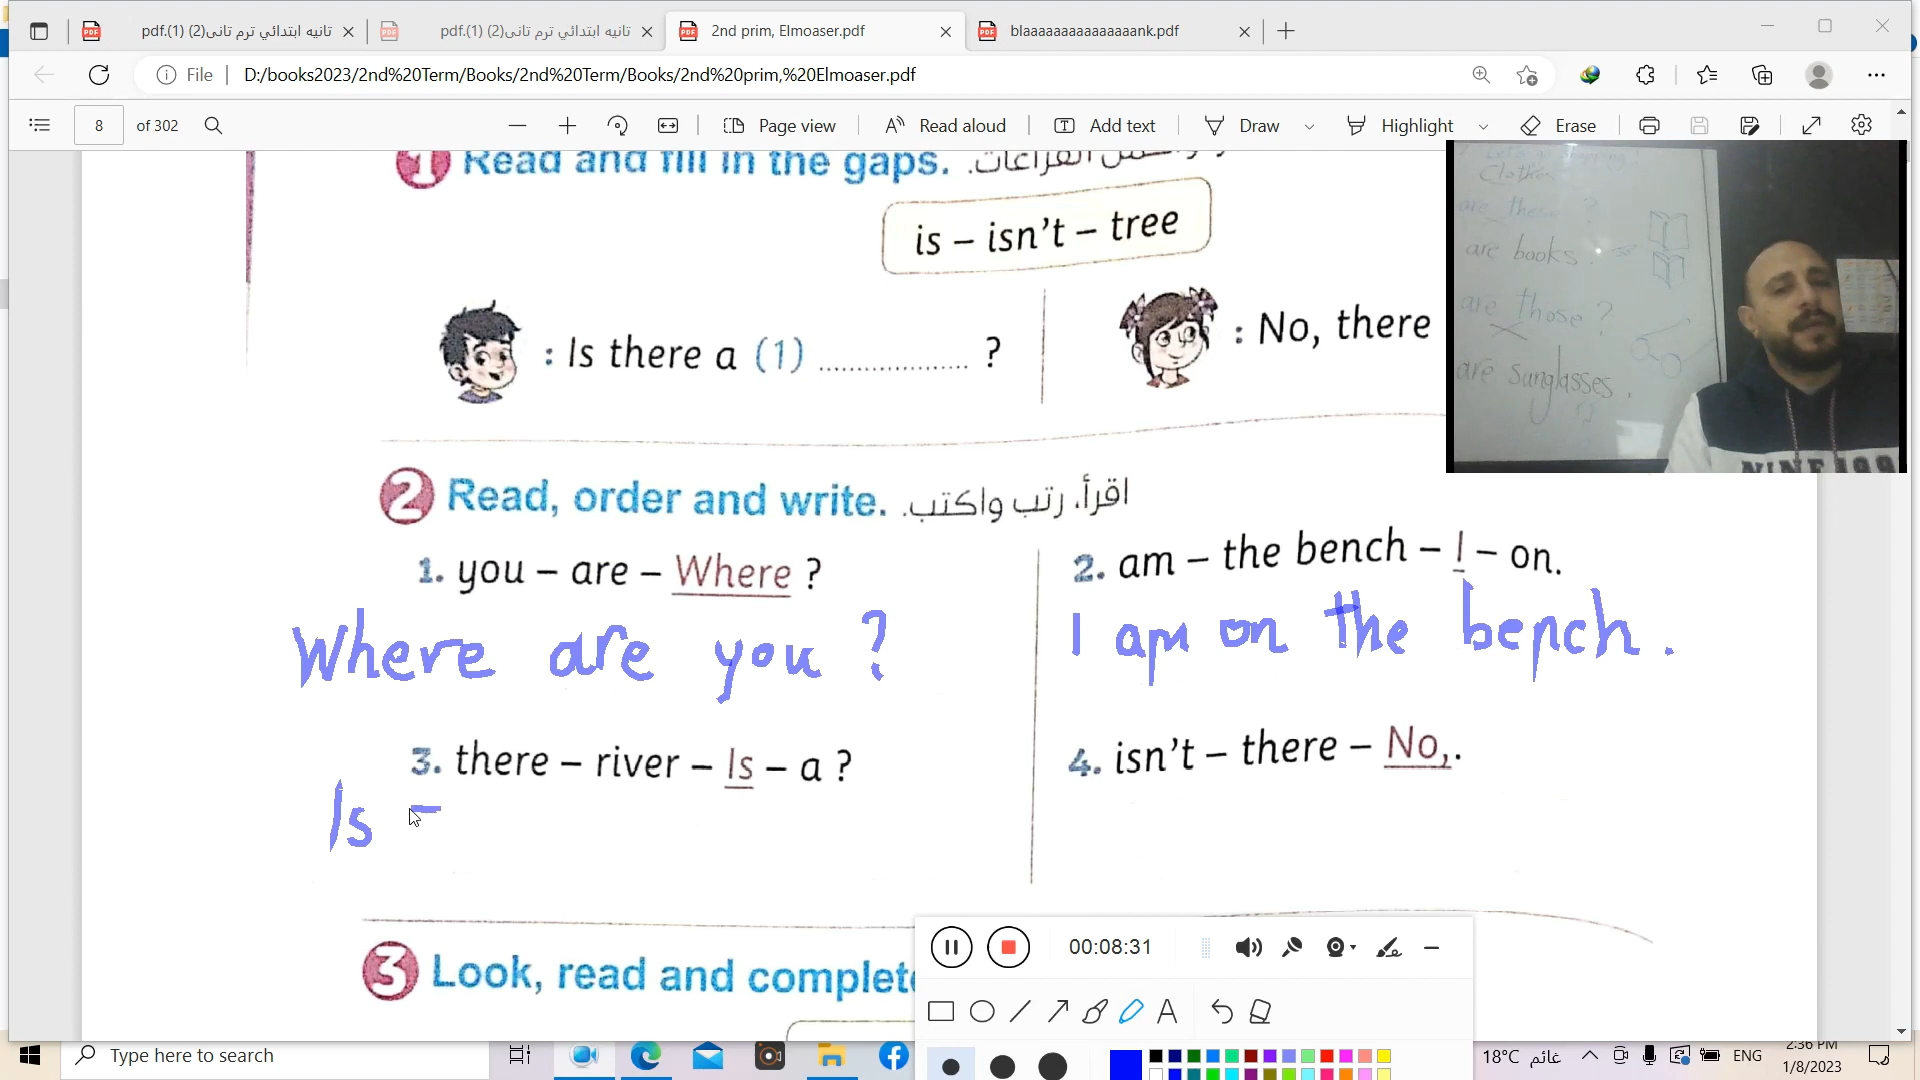 تانيه ابتدائي ترم تانى(2) (1).pdf
تانيه ابتدائي ترم تانى(2) (1).pdf
2nd prim, Elmoaser.pdf
blaaaaaaaaaaaaaaank.pdf
File
D:/books2023/2nd%20Term/Books/2nd%20Term/Books/2nd%20prim,%20Elmoaser.pdf
8 of 302
Page view
Read aloud
Add text
Draw
Highlight
Erase
1 Read and fill in the gaps.
is – isn't – tree
: Is there a (1) .................. ?
: No, there
2 Read, order and write. اقرأ، رتب واكتب.
1. you – are – Where ?
2. am – the bench – I – on.
Where are you ?
I am on the bench .
3. there – river – Is – a ?
4. isn't – there – No,.
Is
3 Look, read and complete
are these ?
are books .
are those ?
are sunglasses .
NINE 199
00:08:31
Type here to search
18°C غائم
ENG
2:36 PM
1/8/2023